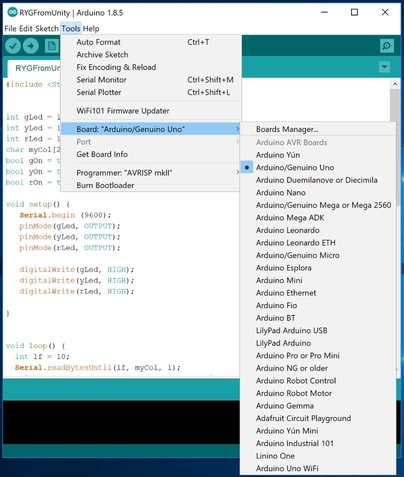 RYGFromUnity | Arduino 1.8.5
File Edit Sketch Tools Help
Auto Format Ctrl+T
Archive Sketch
Fix Encoding & Reload
Serial Monitor Ctrl+Shift+M
Serial Plotter Ctrl+Shift+L
WiFi101 Firmware Updater
Board: "Arduino/Genuino Uno"
Port
Get Board Info
Programmer: "AVRISP mkII"
Burn Bootloader
Boards Manager...
Arduino AVR Boards
Arduino Yún
Arduino/Genuino Uno
Arduino Duemilanove or Diecimila
Arduino Nano
Arduino/Genuino Mega or Mega 2560
Arduino Mega ADK
Arduino Leonardo
Arduino Leonardo ETH
Arduino/Genuino Micro
Arduino Esplora
Arduino Mini
Arduino Ethernet
Arduino Fio
Arduino BT
LilyPad Arduino USB
LilyPad Arduino
Arduino Pro or Pro Mini
Arduino NG or older
Arduino Robot Control
Arduino Robot Motor
Arduino Gemma
Adafruit Circuit Playground
Arduino Yún Mini
Arduino Industrial 101
Linino One
Arduino Uno WiFi
RYGFromUn
#include <St
int gLed = 1
int yLed = 1
int rLed = 1
char myCol[2
bool gOn = t
bool yOn = t
bool rOn = t
void setup() {
Serial.begin (9600);
pinMode(gLed, OUTPUT);
pinMode(yLed, OUTPUT);
pinMode(rLed, OUTPUT);
digitalWrite(gLed, HIGH);
digitalWrite(yLed, HIGH);
digitalWrite(rLed, HIGH);
}
void loop() {
int lf = 10;
Serial.readBytesUntil(lf, myCol, 1);